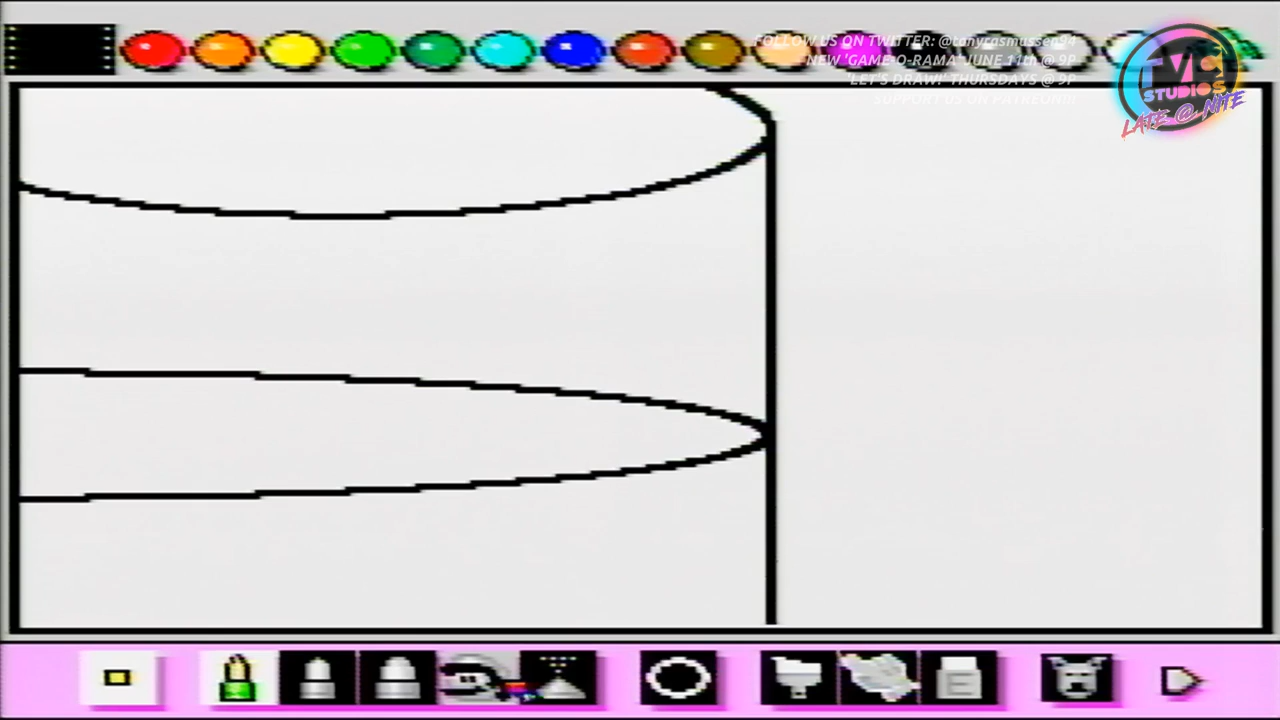 FOLLOW US ON TWITTER: @tonyrasmussen94
NEW 'GAME-O-RAMA' JUNE 11th @ 9P
'LET'S DRAW!' THURSDAYS @ 9P
SUPPORT US ON PATREON!!!
STUDIOS
LATE @ NITE